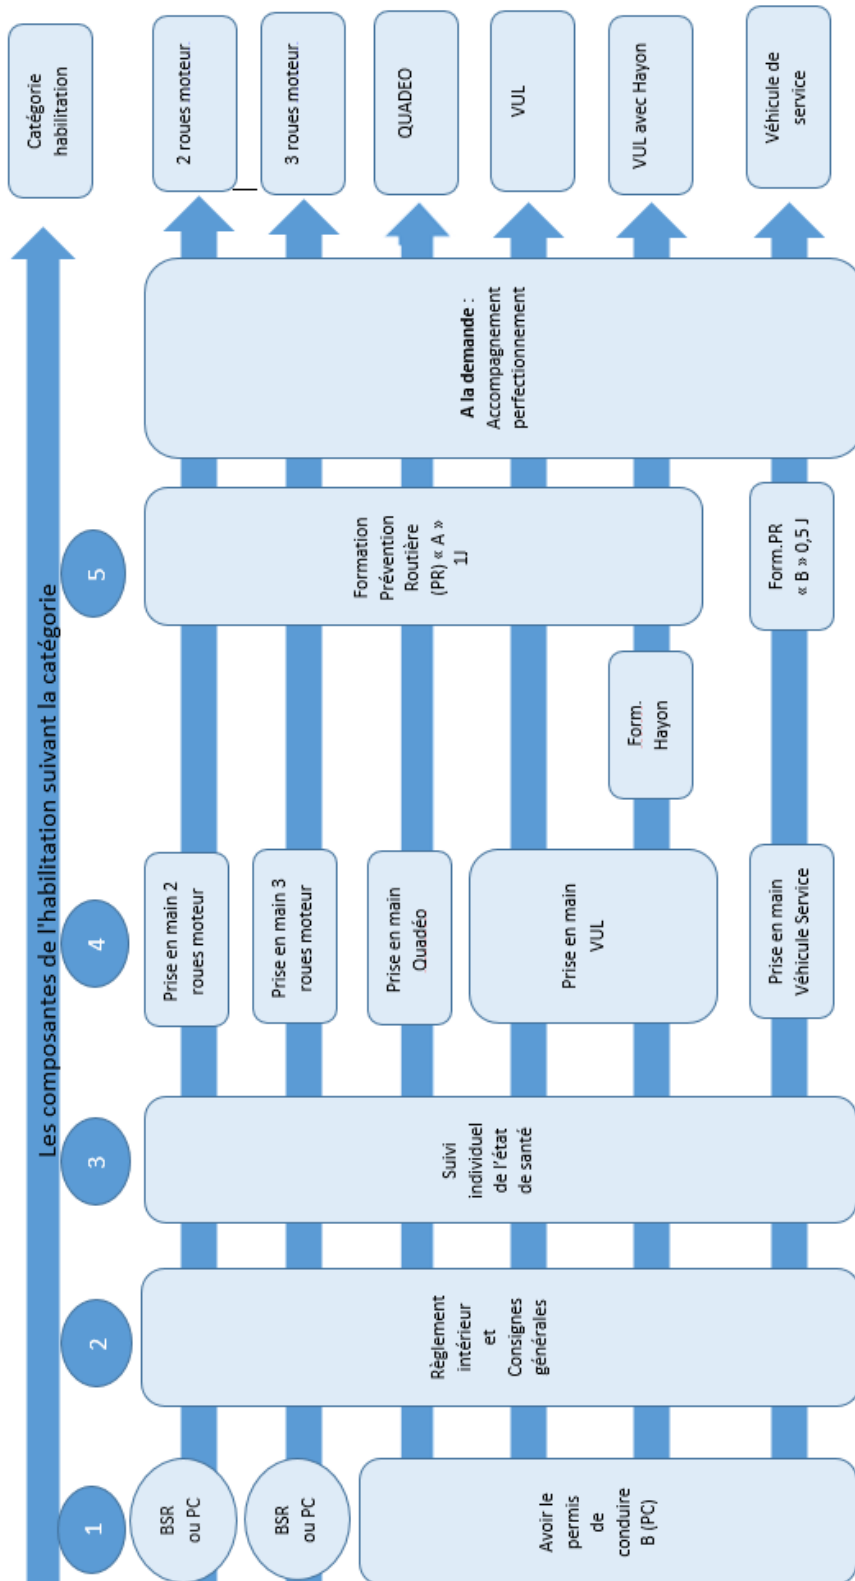 Les composantes de l'habilitation suivant la catégorie
Catégorie
habilitation
1
2
3
4
5
BSR
ou PC
BSR
ou PC
Avoir le
permis
de
conduire
B (PC)
Règlement
intérieur
et
Consignes
générales
Suivi
individuel
de l'état
de santé
Prise en main 2
roues moteur
Prise en main 3
roues moteur
Prise en main
Quadéo
Prise en main
VUL
Prise en main
Véhicule Service
Form.
Hayon
Formation
Prévention
Routière
(PR) « A »
1J
Form.PR
« B » 0,5 J
A la demande :
Accompagnement
perfectionnement
2 roues moteur
3 roues moteur
QUADEO
VUL
VUL avec Hayon
Véhicule de
service